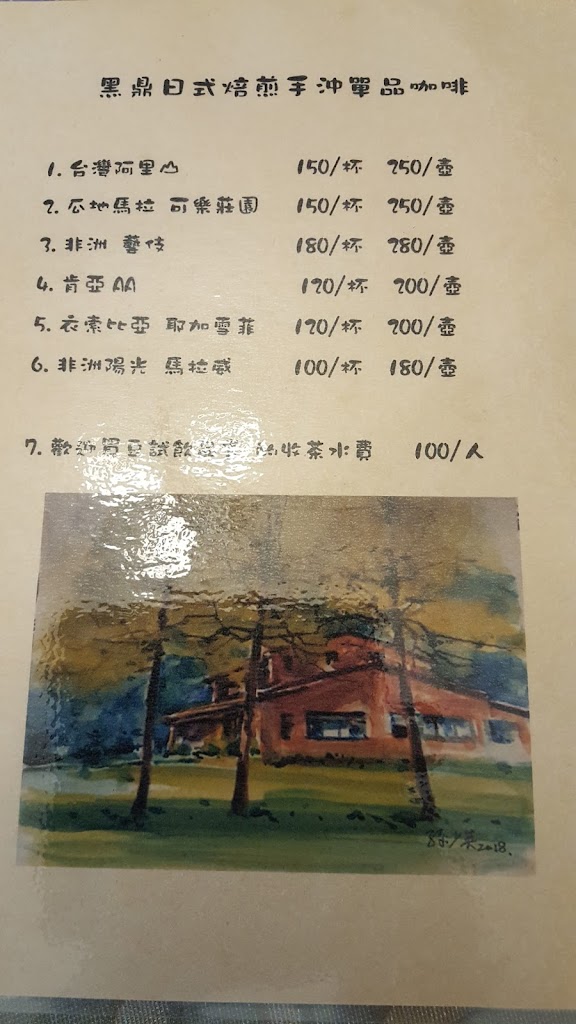 黑鼎日式焙煎手沖單品咖啡
1. 台灣阿里山 150/杯 250/壺
2. 瓜地馬拉 可樂莊園 150/杯 250/壺
3. 非洲 藝伎 180/杯 280/壺
4. 肯亞AA 120/杯 200/壺
5. 衣索比亞 耶加雪菲 120/杯 200/壺
6. 非洲陽光 馬拉威 100/杯 180/壺
7. 歡迎買豆試飲 收茶水費 100/人
孫少英 2018.